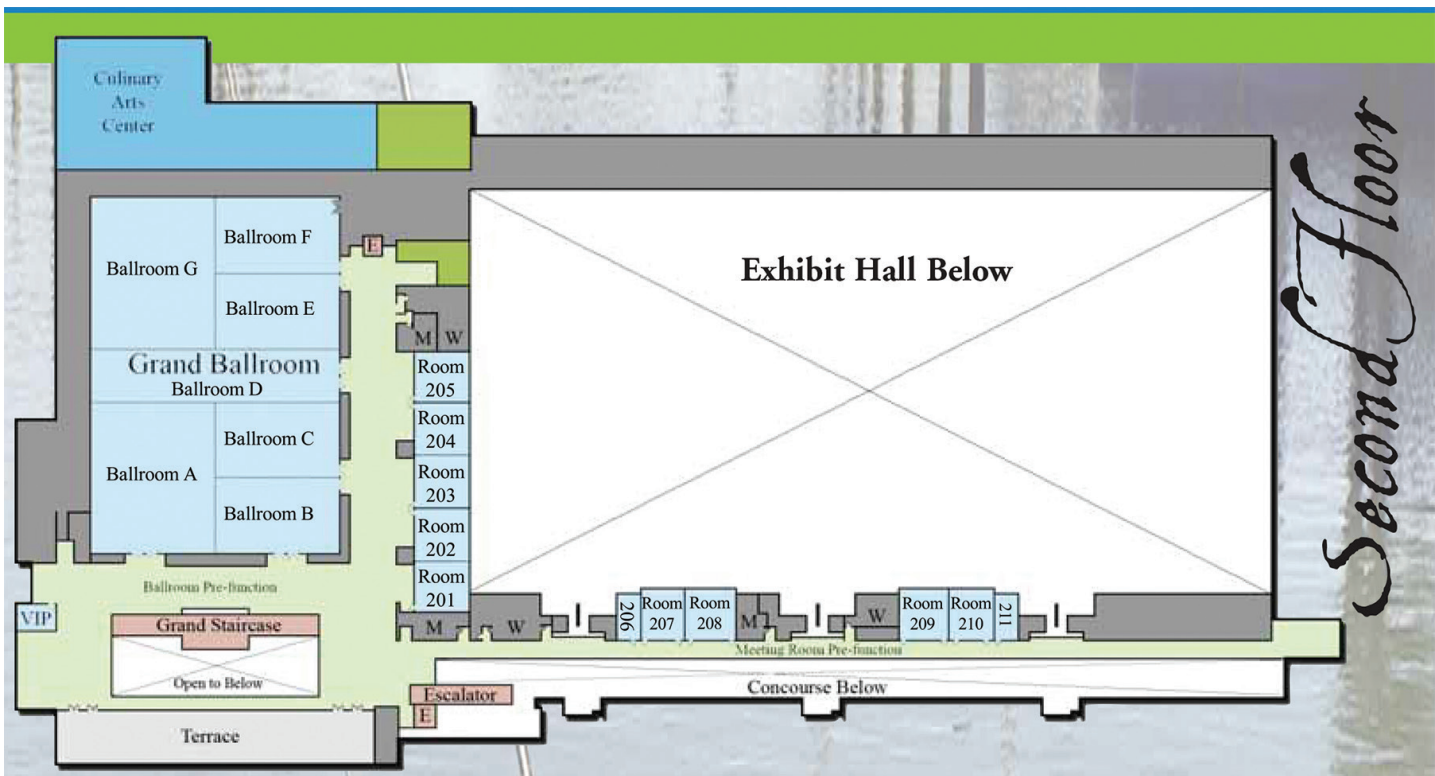 Culinary
Arts
Center
Second Floor
Ballroom F
E
Ballroom G
Exhibit Hall Below
Ballroom E
M
W
Grand Ballroom
Ballroom D
Room
205
Room
204
Ballroom C
Ballroom A
Room
203
Ballroom B
Room
202
Room
201
Ballroom Pre-function
VIP
Grand Staircase
M
W
206
Room
207
Room
208
M
W
Room
209
Room
210
211
Meeting Room Pre-function
Open to Below
Escalator
E
Concourse Below
Terrace